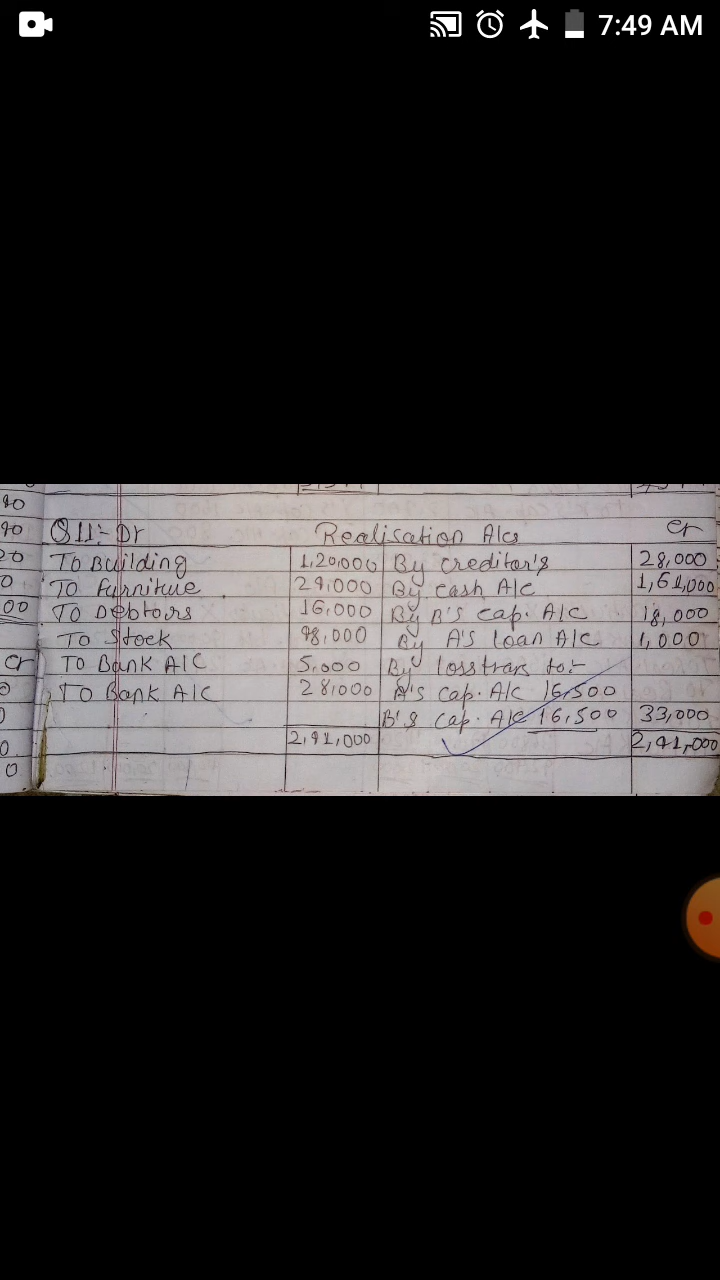 7:49 AM
Q11:- Dr Realisation A/cs Cr
To Building 1,20,000 By creditor's 28,000
To Furniture 24,000 By cash A/c 1,61,000
To Debtors 16,000 By B's cap. A/c 18,000
To Stock 48,000 By A's loan A/c 1,000
To Bank A/C 5,000 By loss trans to:-
To Bank A/C 28,000 A's cap. A/c 16,500
B's cap. A/c 16,500 33,000
2,41,000 2,41,000